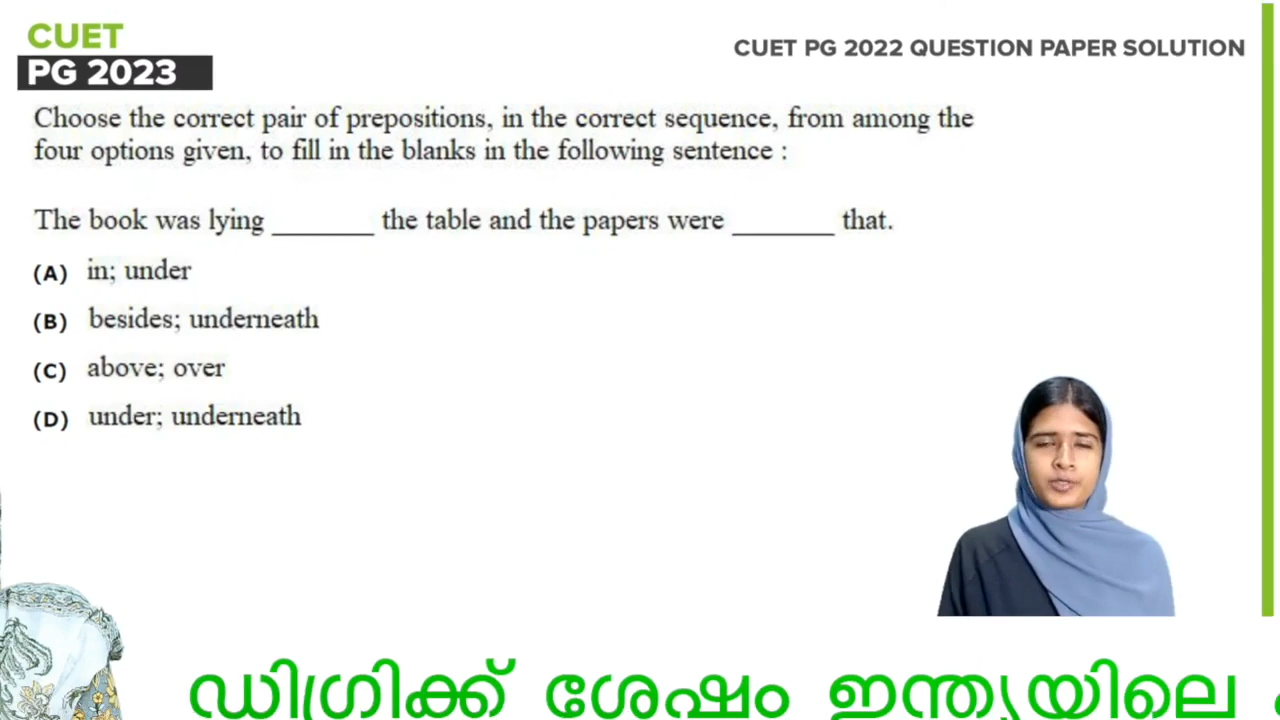 CUET
PG 2023
CUET PG 2022 QUESTION PAPER SOLUTION
Choose the correct pair of prepositions, in the correct sequence, from among the
four options given, to fill in the blanks in the following sentence :
The book was lying _______ the table and the papers were _______ that.
(A) in; under
(B) besides; underneath
(C) above; over
(D) under; underneath
ഡിഗ്രിക്ക് ശേഷം ഇന്ത്യയിലെ